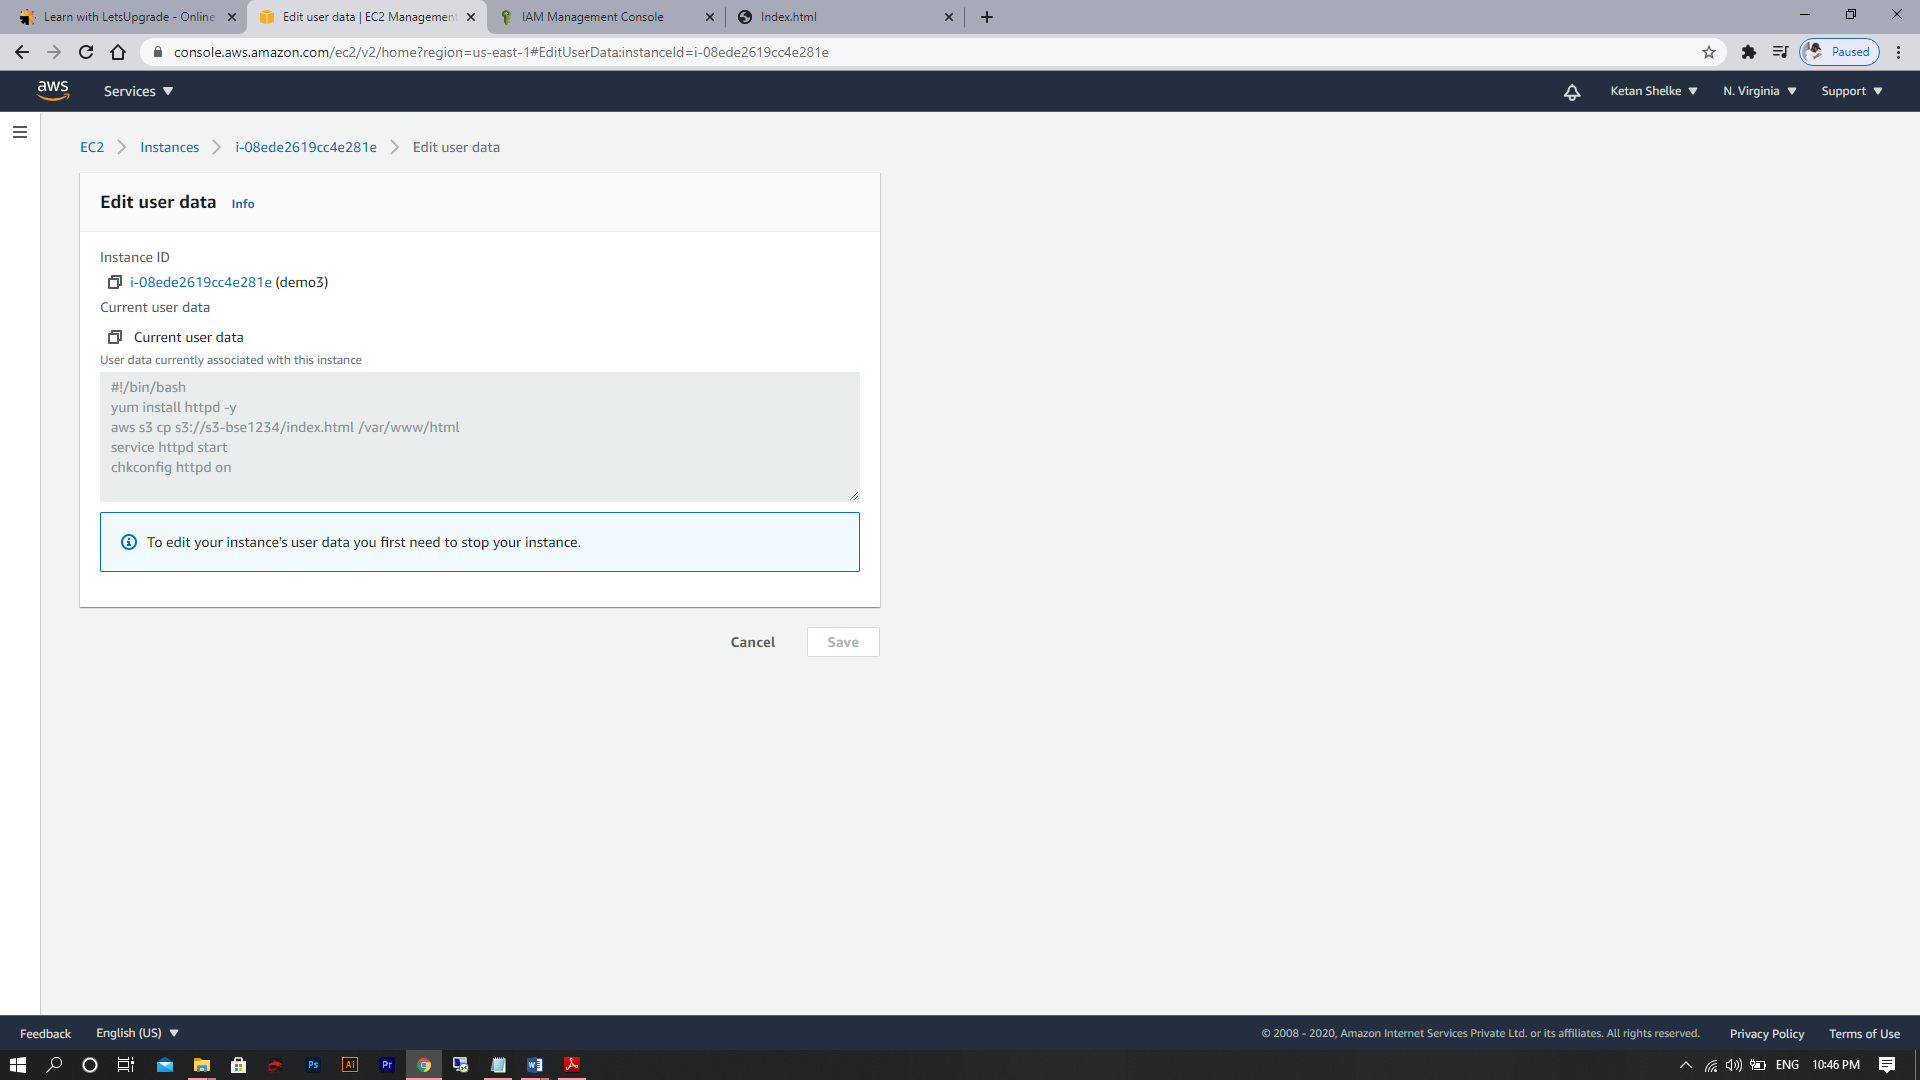 Learn with LetsUpgrade - Online
Edit user data | EC2 Management
IAM Management Console
Index.html
console.aws.amazon.com/ec2/v2/home?region=us-east-1#EditUserData:instanceId=i-08ede2619cc4e281e
Paused
aws
Services
Ketan Shelke
N. Virginia
Support
EC2
Instances
i-08ede2619cc4e281e
Edit user data
Edit user data
Info
Instance ID
i-08ede2619cc4e281e (demo3)
Current user data
Current user data
User data currently associated with this instance
#!/bin/bash
yum install httpd -y
aws s3 cp s3://s3-bse1234/index.html /var/www/html
service httpd start
chkconfig httpd on
To edit your instance's user data you first need to stop your instance.
Cancel
Save
Feedback
English (US)
© 2008 - 2020, Amazon Internet Services Private Ltd. or its affiliates. All rights reserved.
Privacy Policy
Terms of Use
Ps
Ai
Pr
ENG
10:46 PM